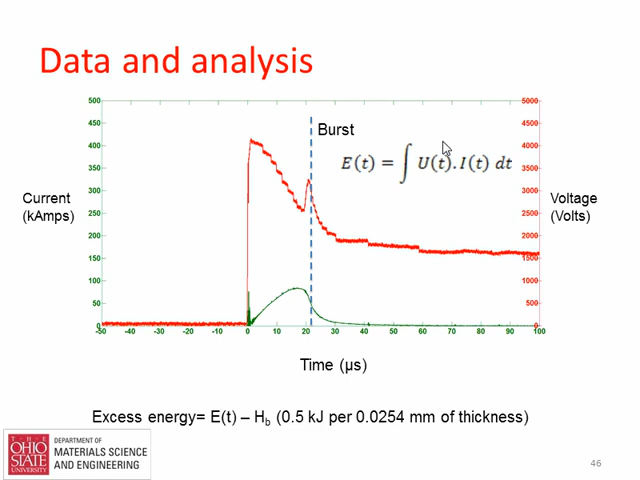 Data and analysis
500
450
400
350
300
250
200
150
100
50
0
5000
4500
4000
3500
3000
2500
2000
1500
1000
500
0
Burst
E(t) = ∫ U(t). I(t) dt
Current
(kAmps)
Voltage
(Volts)
-50 -40 -30 -20 -10 0 10 20 30 40 50 60 70 80 90 100
Time (µs)
Excess energy= E(t) – Hb (0.5 kJ per 0.0254 mm of thickness)
THE
OHIO
STATE
UNIVERSITY
DEPARTMENT OF
MATERIALS SCIENCE
AND ENGINEERING
46